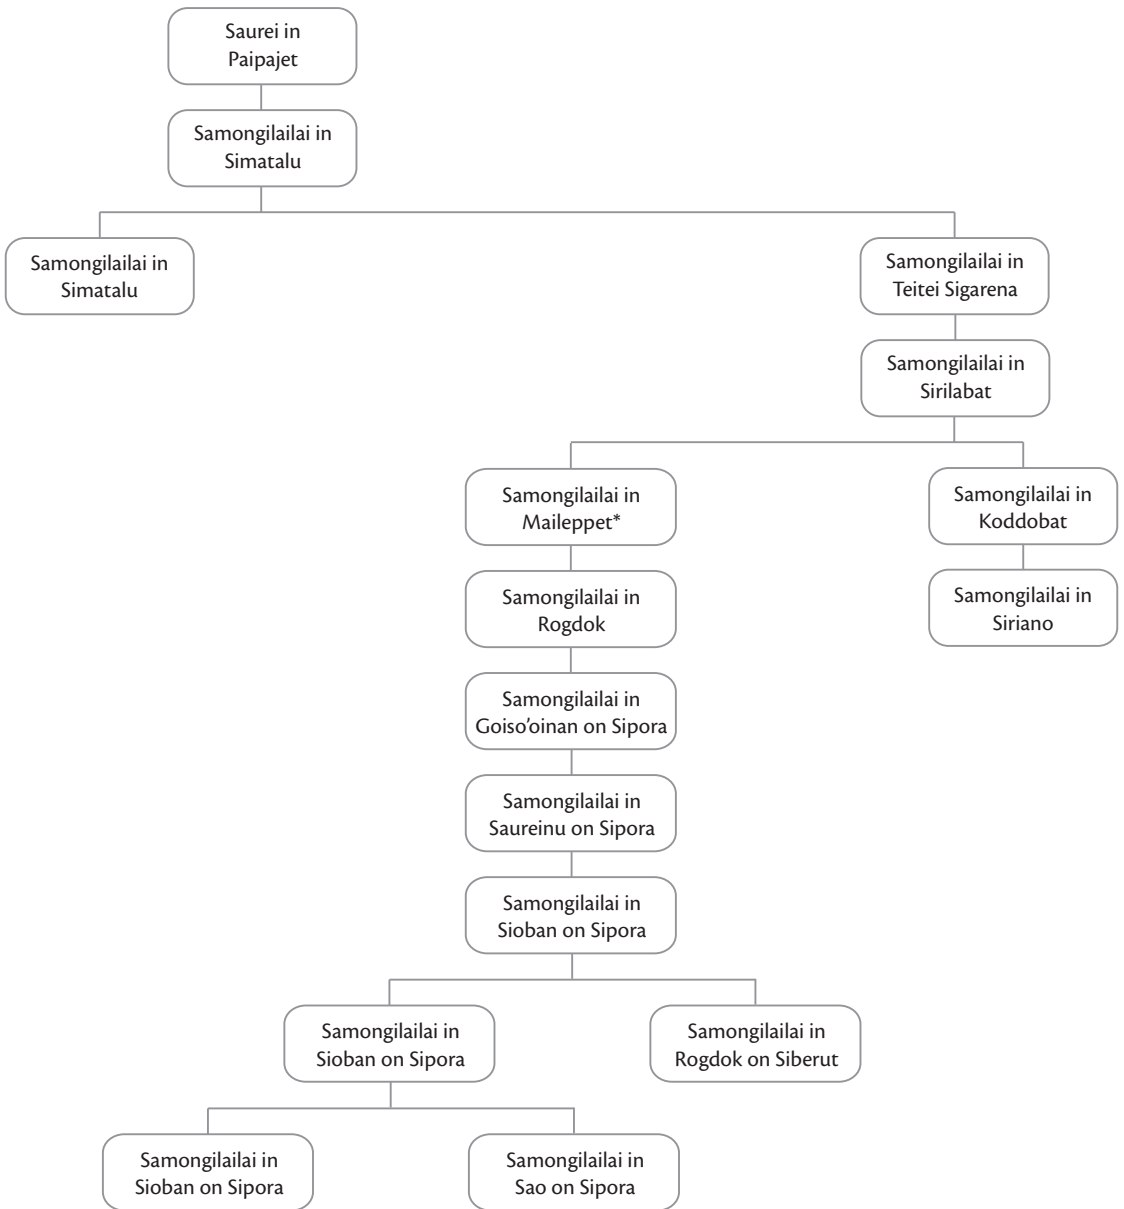 Saurei in
Paipajet
Samongilailai in
Simatalu
Samongilailai in
Simatalu
Samongilailai in
Teitei Sigarena
Samongilailai in
Sirilabat
Samongilailai in
Maileppet*
Samongilailai in
Koddobat
Samongilailai in
Rogdok
Samongilailai in
Siriano
Samongilailai in
Goiso’oinan on Sipora
Samongilailai in
Saureinu on Sipora
Samongilailai in
Sioban on Sipora
Samongilailai in
Sioban on Sipora
Samongilailai in
Rogdok on Siberut
Samongilailai in
Sioban on Sipora
Samongilailai in
Sao on Sipora